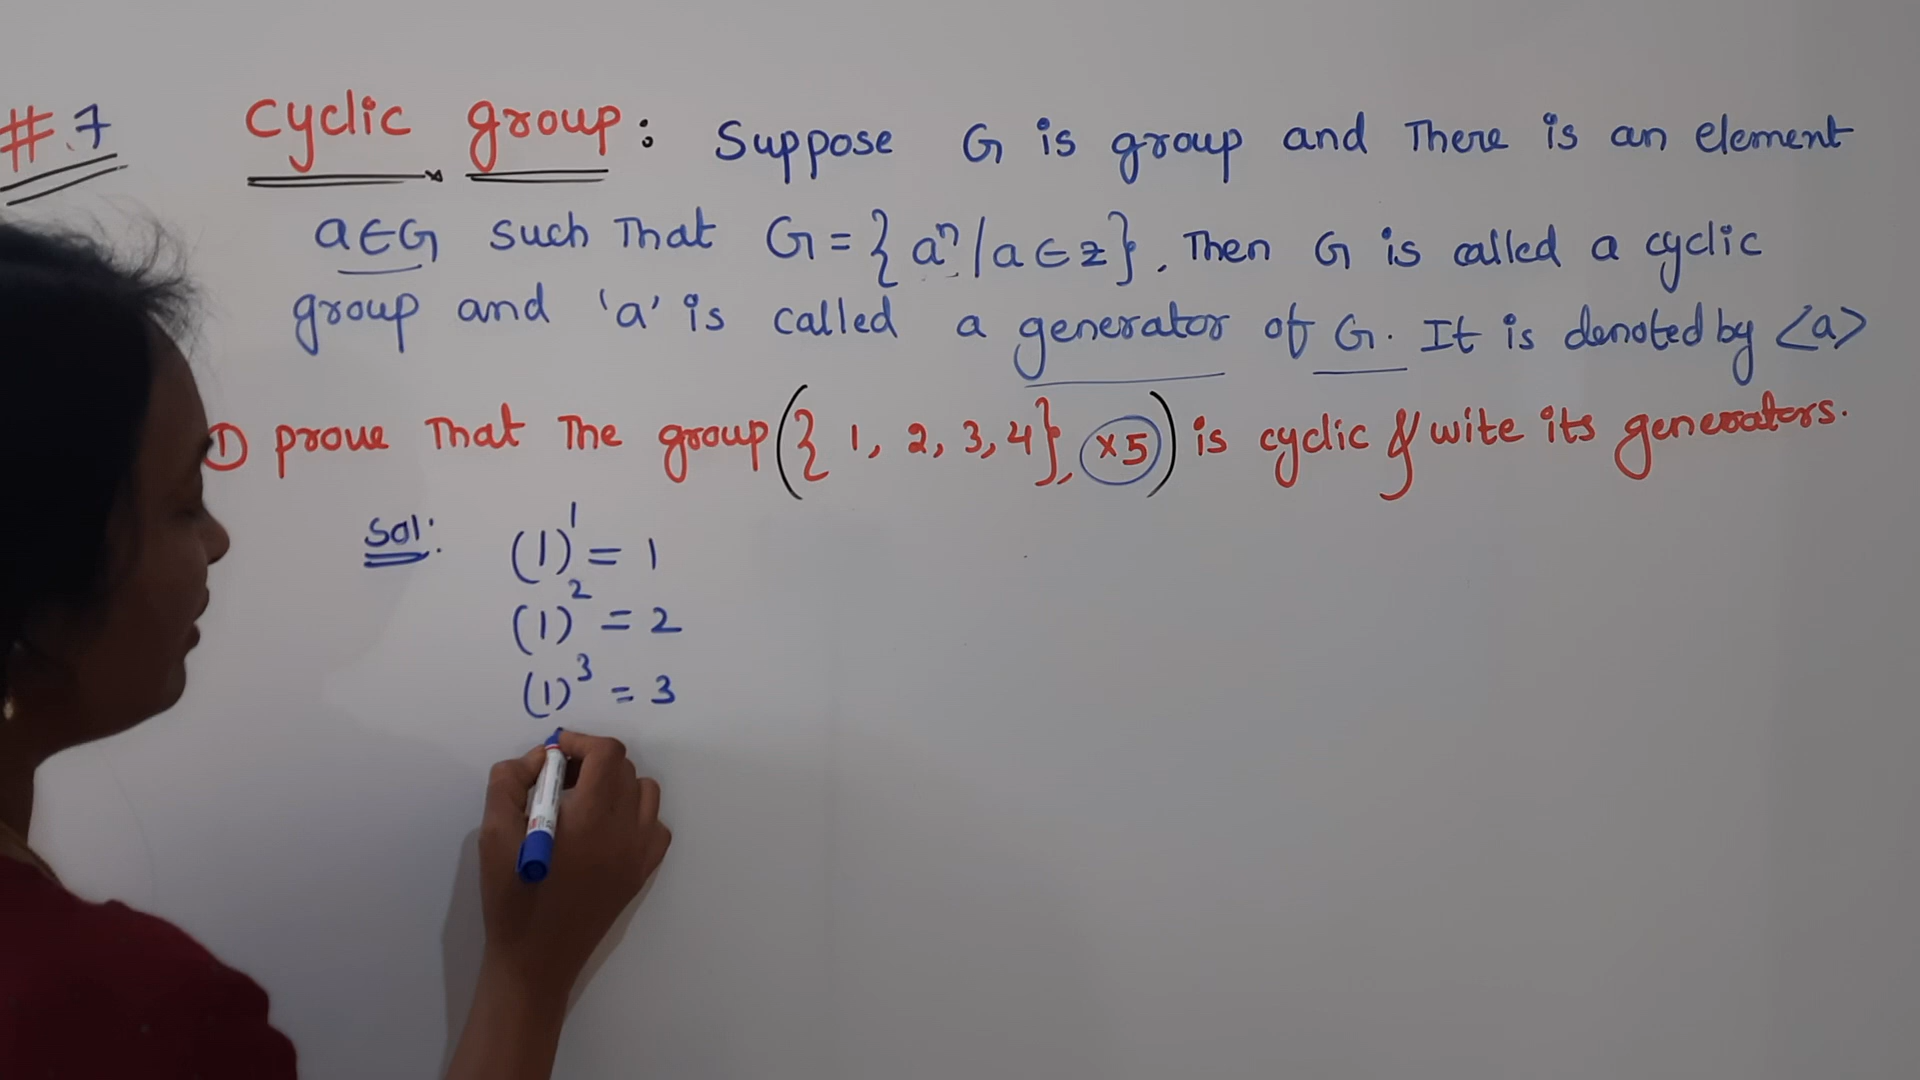 #.7 Cyclic group: Suppose G is group and There is an element
a∈G such That G={aⁿ/a∈z}. Then G is called a cyclic
group and 'a' is called a generator of G. It is denoted by <a>
1) prove That The group({1, 2, 3, 4}, ×5) is cyclic & wite its generators.
Sol: (1)¹ = 1
(1)² = 2
(1)³ = 3